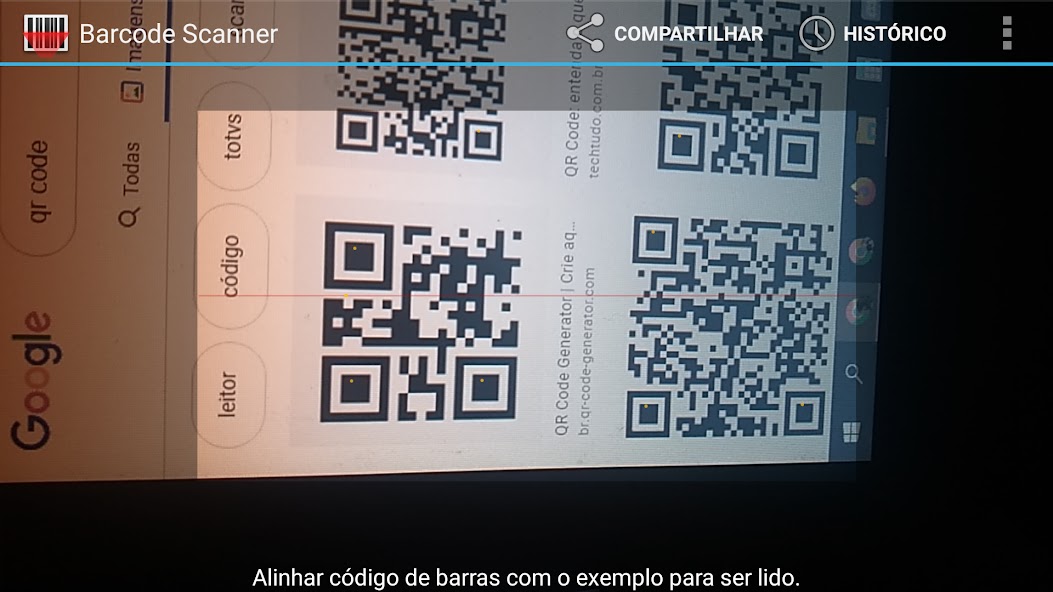 Barcode Scanner
COMPARTILHAR
HISTÓRICO
Google
qr code
Todas
Imagens
leitor
código
totvs
QR Code Generator | Crie aq...
br.qr-code-generator.com
QR Code: entenda
techtudo.com.br
Alinhar código de barras com o exemplo para ser lido.